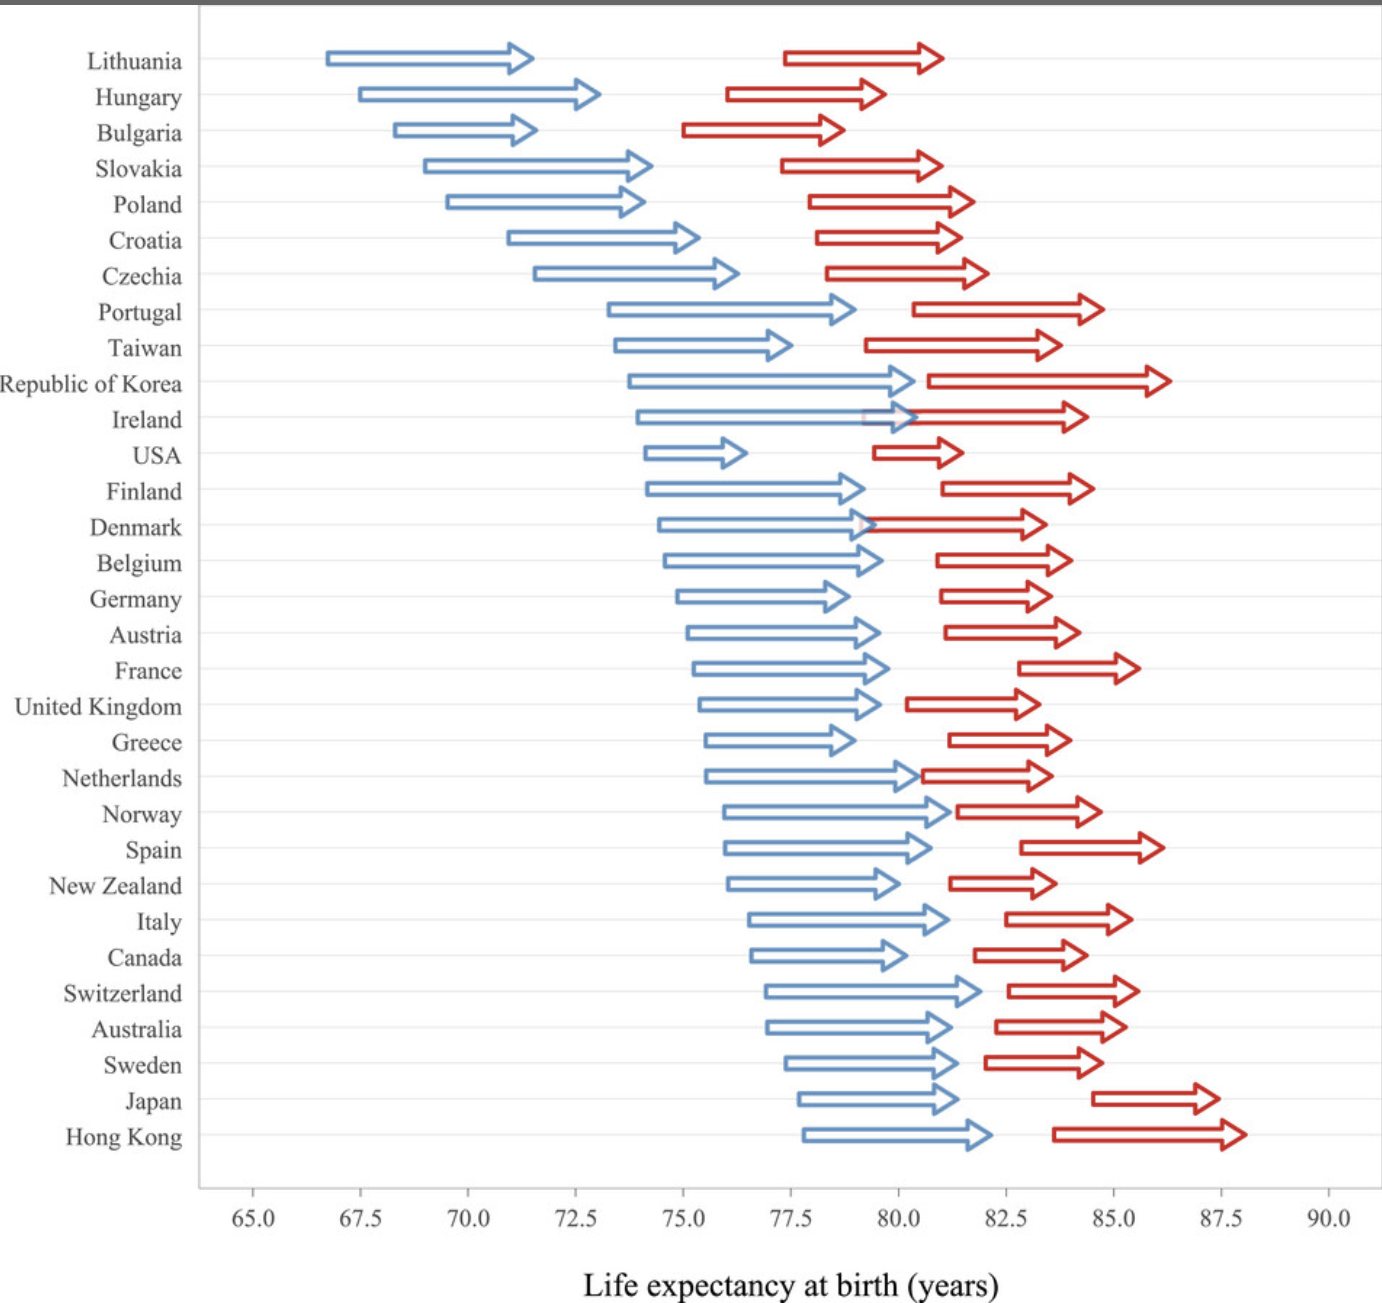 Lithuania
Hungary
Bulgaria
Slovakia
Poland
Croatia
Czechia
Portugal
Taiwan
Republic of Korea
Ireland
USA
Finland
Denmark
Belgium
Germany
Austria
France
United Kingdom
Greece
Netherlands
Norway
Spain
New Zealand
Italy
Canada
Switzerland
Australia
Sweden
Japan
Hong Kong
65.0 67.5 70.0 72.5 75.0 77.5 80.0 82.5 85.0 87.5 90.0
Life expectancy at birth (years)